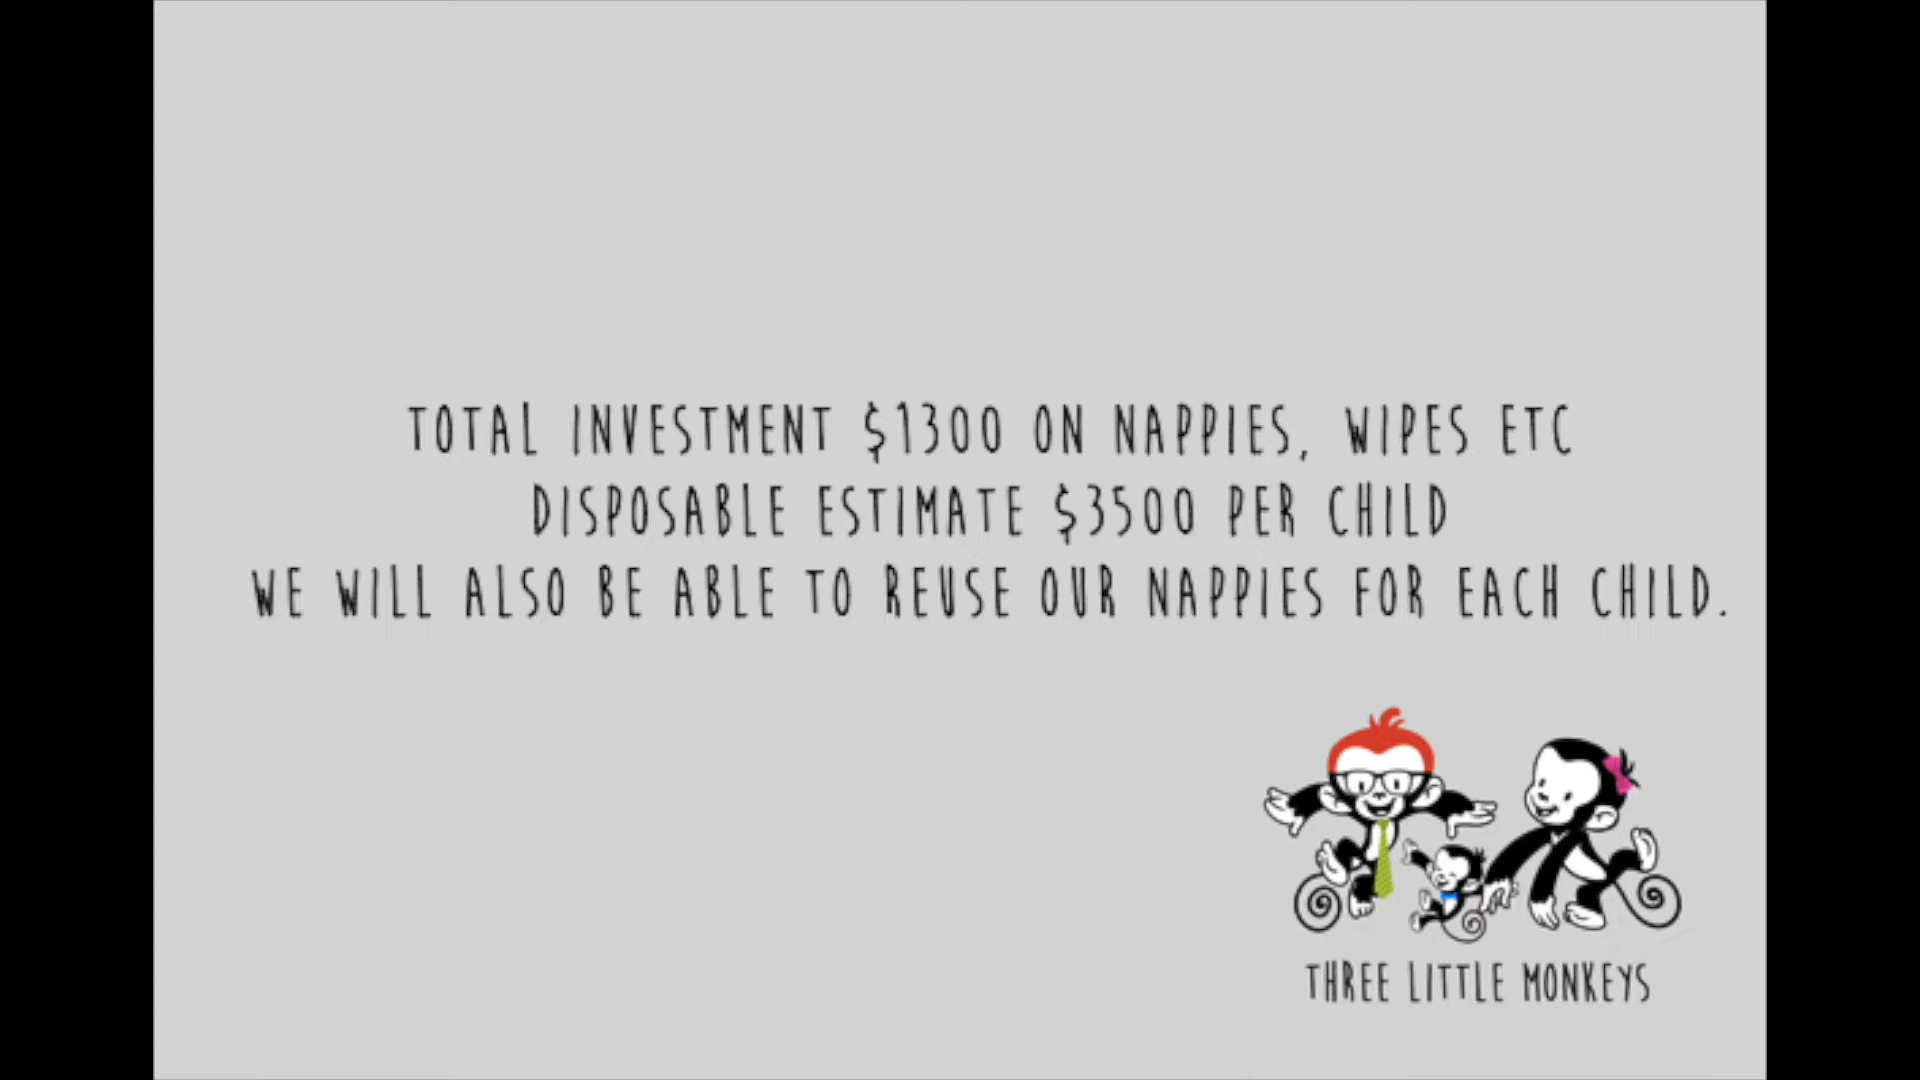 TOTAL INVESTMENT $1300 ON NAPPIES, WIPES ETC
DISPOSABLE ESTIMATE $3500 PER CHILD
WE WILL ALSO BE ABLE TO REUSE OUR NAPPIES FOR EACH CHILD.
THREE LITTLE MONKEYS